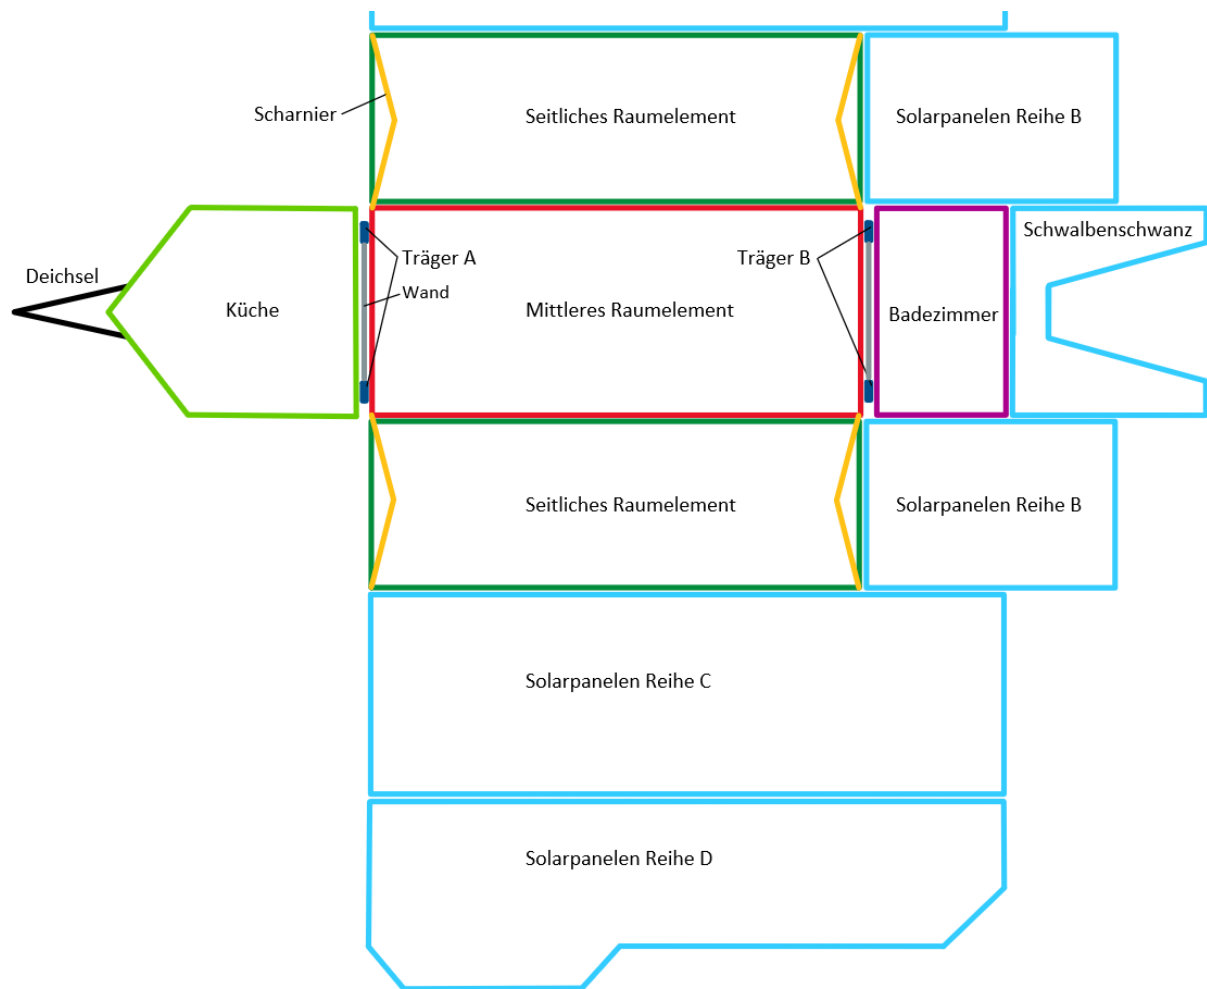 Scharnier
Seitliches Raumelement
Solarpanelen Reihe B
Deichsel
Küche
Träger A
Wand
Mittleres Raumelement
Träger B
Badezimmer
Schwalbenschwanz
Seitliches Raumelement
Solarpanelen Reihe B
Solarpanelen Reihe C
Solarpanelen Reihe D